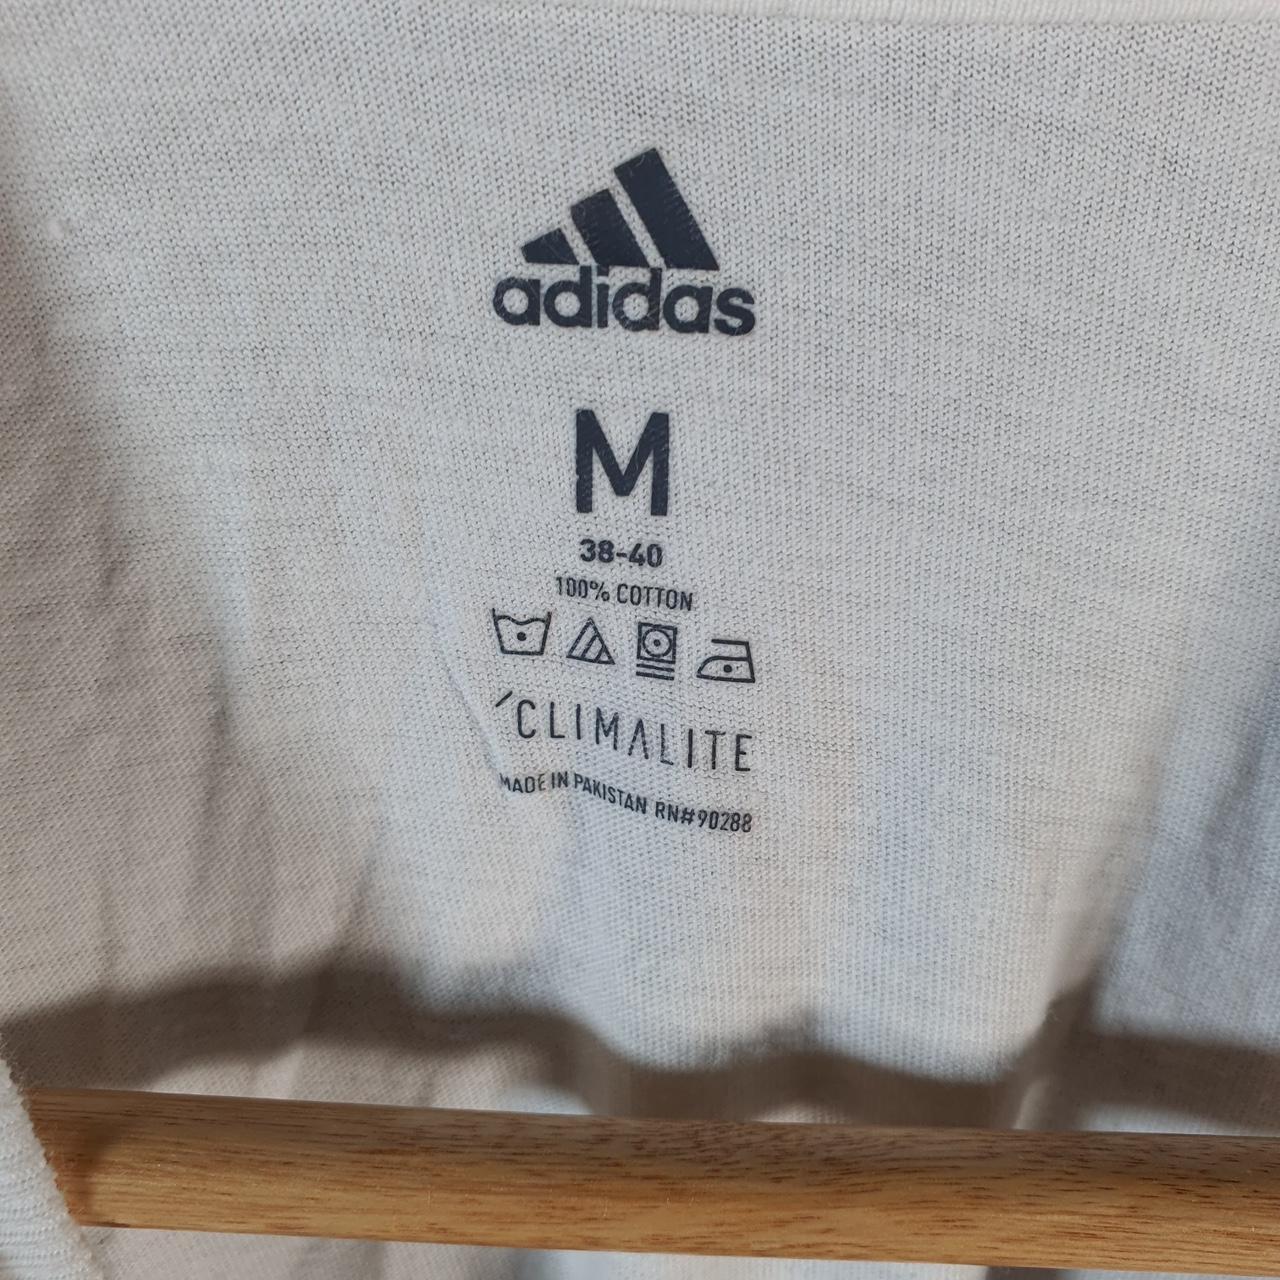 adidas
M
38-40
100% COTTON
´CLIMALITE
MADE IN PAKISTAN RN#90288